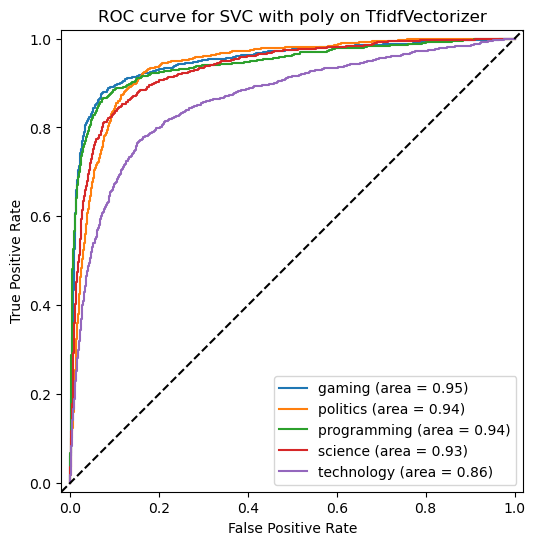 ROC curve for SVC with poly on TfidfVectorizer
1.0
0.8
0.6
0.4
0.2
0.0
True Positive Rate
gaming (area = 0.95)
politics (area = 0.94)
programming (area = 0.94)
science (area = 0.93)
technology (area = 0.86)
0.0 0.2 0.4 0.6 0.8 1.0
False Positive Rate